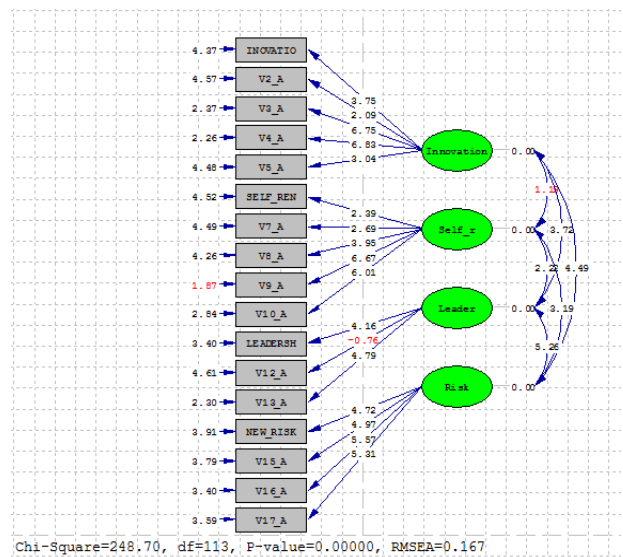 4.37 INOVATIO
4.57 V2_A
2.37 V3_A
2.26 V4_A
4.48 V5_A
4.52 SELF_REN
4.49 V7_A
4.26 V8_A
1.87 V9_A
2.84 V10_A
3.40 LEADERSH
4.61 V12_A
2.30 V13_A
3.91 NEW_RISK
3.79 V15_A
3.40 V16_A
3.59 V17_A
3.75
2.09
6.75
6.83
3.04
2.39
2.69
3.95
6.67
6.01
4.16
-0.76
4.79
4.72
4.97
5.57
5.31
Innovation 0.00
Self_r 0.00
Leader 0.00
Risk 0.00
3.72
4.49
3.19
5.26
Chi-Square=248.70, df=113, P-value=0.00000, RMSEA=0.167